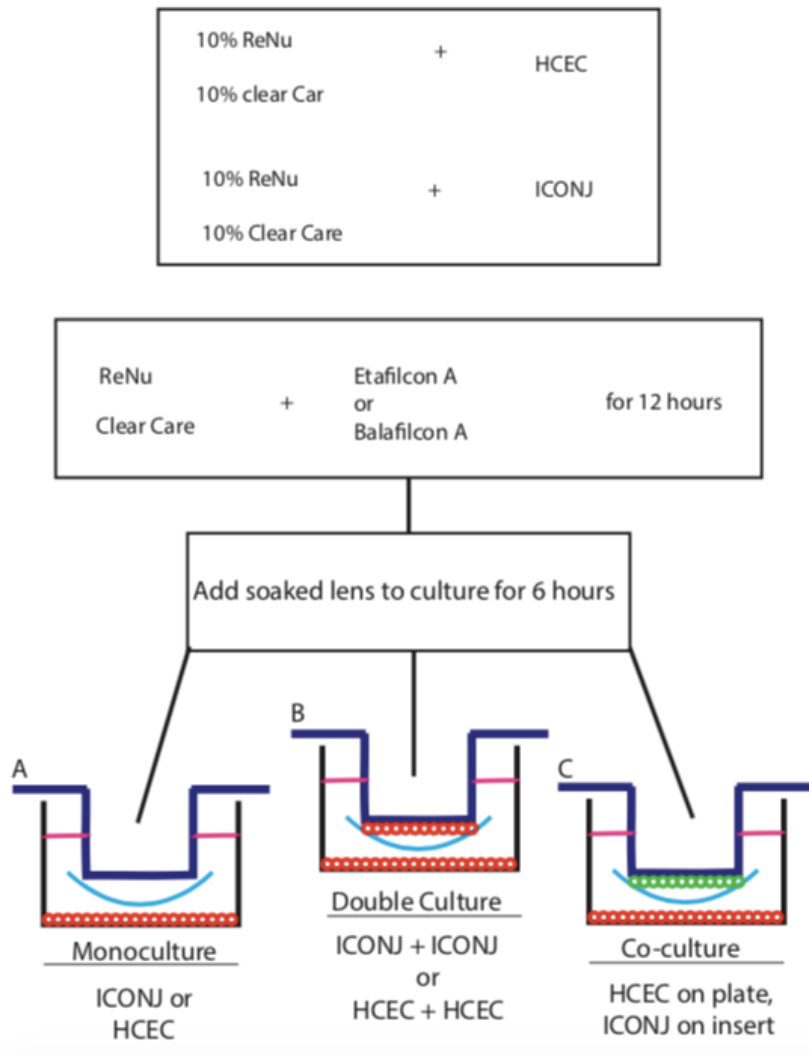 10% ReNu
+
HCEC
10% clear Car
10% ReNu
+
ICONJ
10% Clear Care
ReNu
Clear Care
+
Etafilcon A
or
Balafilcon A
for 12 hours
Add soaked lens to culture for 6 hours
A
Monoculture
ICONJ or
HCEC
B
Double Culture
ICONJ + ICONJ
or
HCEC + HCEC
C
Co-culture
HCEC on plate,
ICONJ on insert